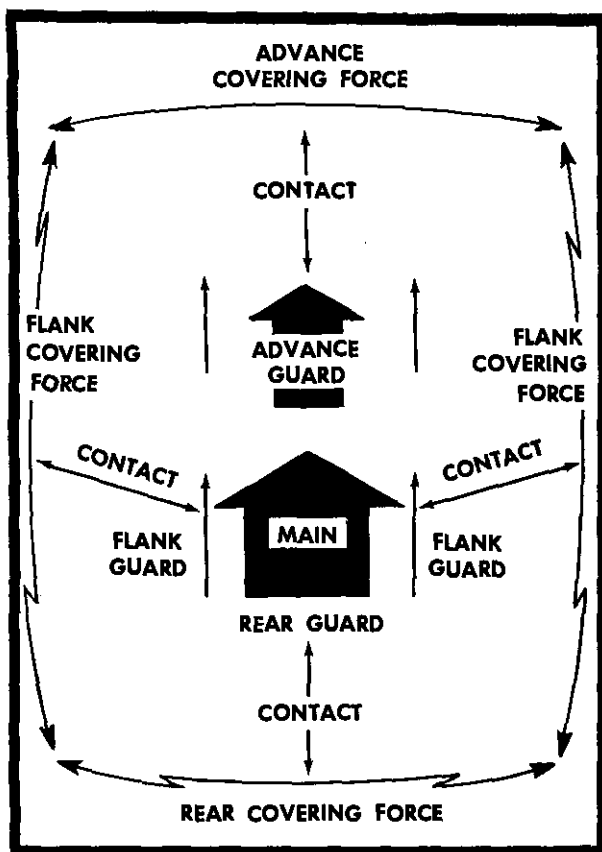 ADVANCE
COVERING FORCE
CONTACT
FLANK
COVERING
FORCE
ADVANCE
GUARD
FLANK
COVERING
FORCE
CONTACT
CONTACT
MAIN
FLANK
GUARD
FLANK
GUARD
REAR GUARD
CONTACT
REAR COVERING FORCE